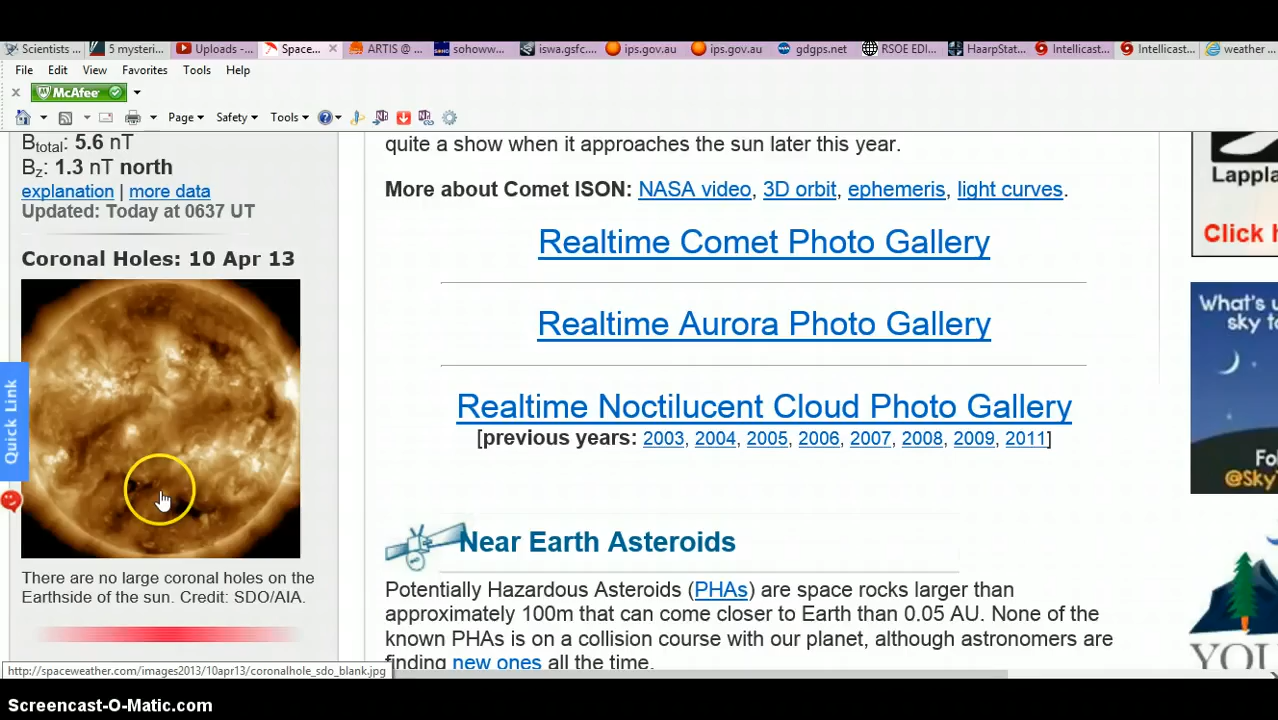 Scientists ...
5 mysteri...
Uploads -...
Space...
ARTIS @ ...
sohoww...
iswa.gsfc....
ips.gov.au
ips.gov.au
gdgps.net
RSOE EDI...
HaarpStat...
Intellicast...
Intellicast...
weather ...
File Edit View Favorites Tools Help
McAfee
Page Safety Tools
Btotal: 5.6 nT
Bz: 1.3 nT north
explanation | more data
Updated: Today at 0637 UT
Coronal Holes: 10 Apr 13
Quick Link
There are no large coronal holes on the
Earthside of the sun. Credit: SDO/AIA.
quite a show when it approaches the sun later this year.
More about Comet ISON: NASA video, 3D orbit, ephemeris, light curves.
Realtime Comet Photo Gallery
Realtime Aurora Photo Gallery
Realtime Noctilucent Cloud Photo Gallery
[previous years: 2003, 2004, 2005, 2006, 2007, 2008, 2009, 2011]
Near Earth Asteroids
Potentially Hazardous Asteroids (PHAs) are space rocks larger than
approximately 100m that can come closer to Earth than 0.05 AU. None of the
known PHAs is on a collision course with our planet, although astronomers are
finding new ones all the time.
Lappla
Click h
What's u
sky to
Fo
@Sky
YOU
http://spaceweather.com/images2013/10apr13/coronalhole_sdo_blank.jpg
Screencast-O-Matic.com